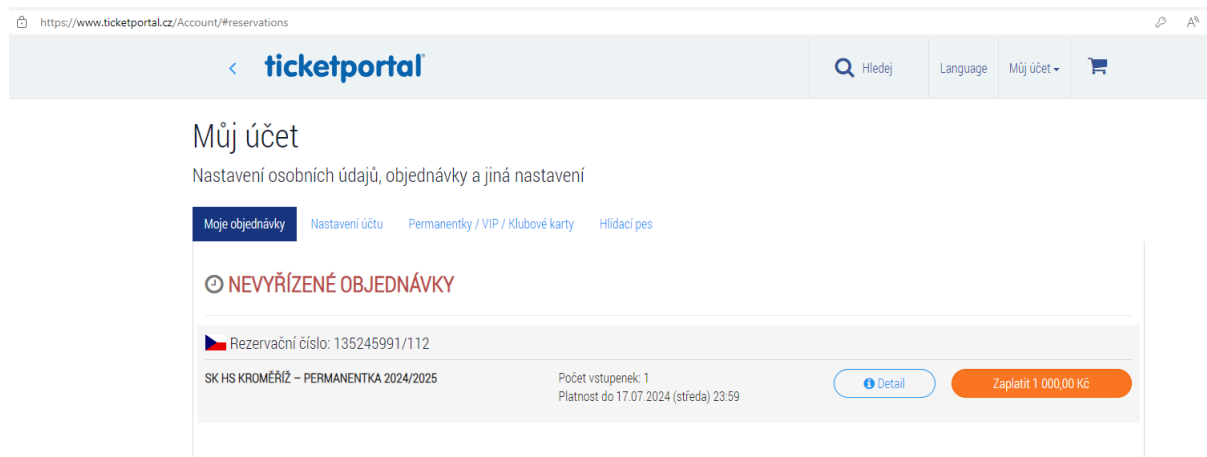 https://www.ticketportal.cz/Account/#reservations
ticketportal
Hledej
Language
Můj účet
Můj účet
Nastavení osobních údajů, objednávky a jiná nastavení
Moje objednávky
Nastavení účtu
Permanentky / VIP / Klubové karty
Hlídací pes
NEVYŘÍZENÉ OBJEDNÁVKY
Rezervační číslo: 135245991/112
SK HS KROMĚŘÍŽ – PERMANENTKA 2024/2025
Počet vstupenek: 1
Platnost do 17.07.2024 (středa) 23:59
Detail
Zaplatit 1 000,00 Kč